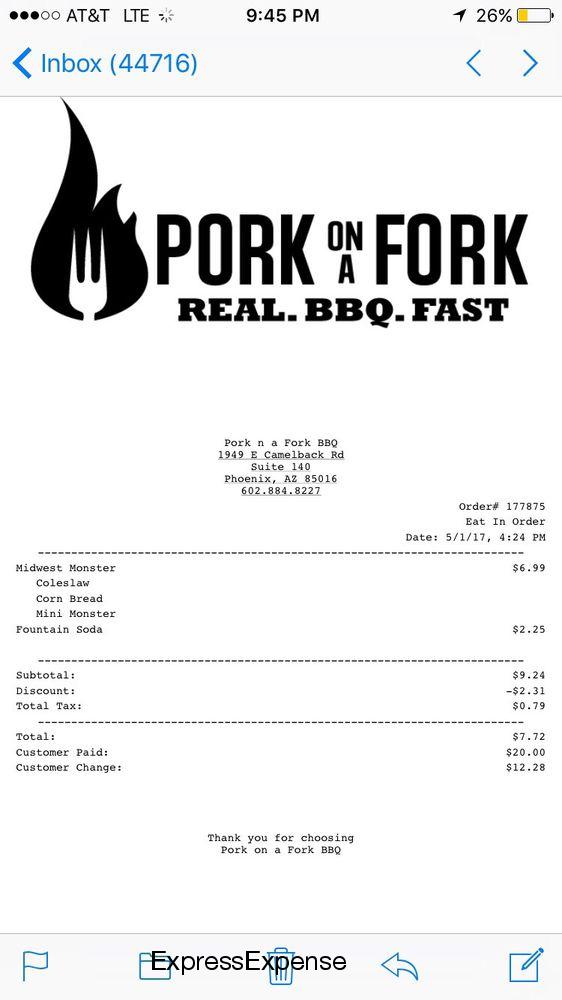 AT&T LTE 9:45 PM 26%
Inbox (44716)
PORK ON A FORK
REAL. BBQ. FAST
Pork n a Fork BBQ
1949 E Camelback Rd
Suite 140
Phoenix, AZ 85016
602.884.8227
Order# 177875
Eat In Order
Date: 5/1/17, 4:24 PM
Midwest Monster $6.99
Coleslaw
Corn Bread
Mini Monster
Fountain Soda $2.25
Subtotal: $9.24
Discount: -$2.31
Total Tax: $0.79
Total: $7.72
Customer Paid: $20.00
Customer Change: $12.28
Thank you for choosing
Pork on a Fork BBQ
ExpressExpense